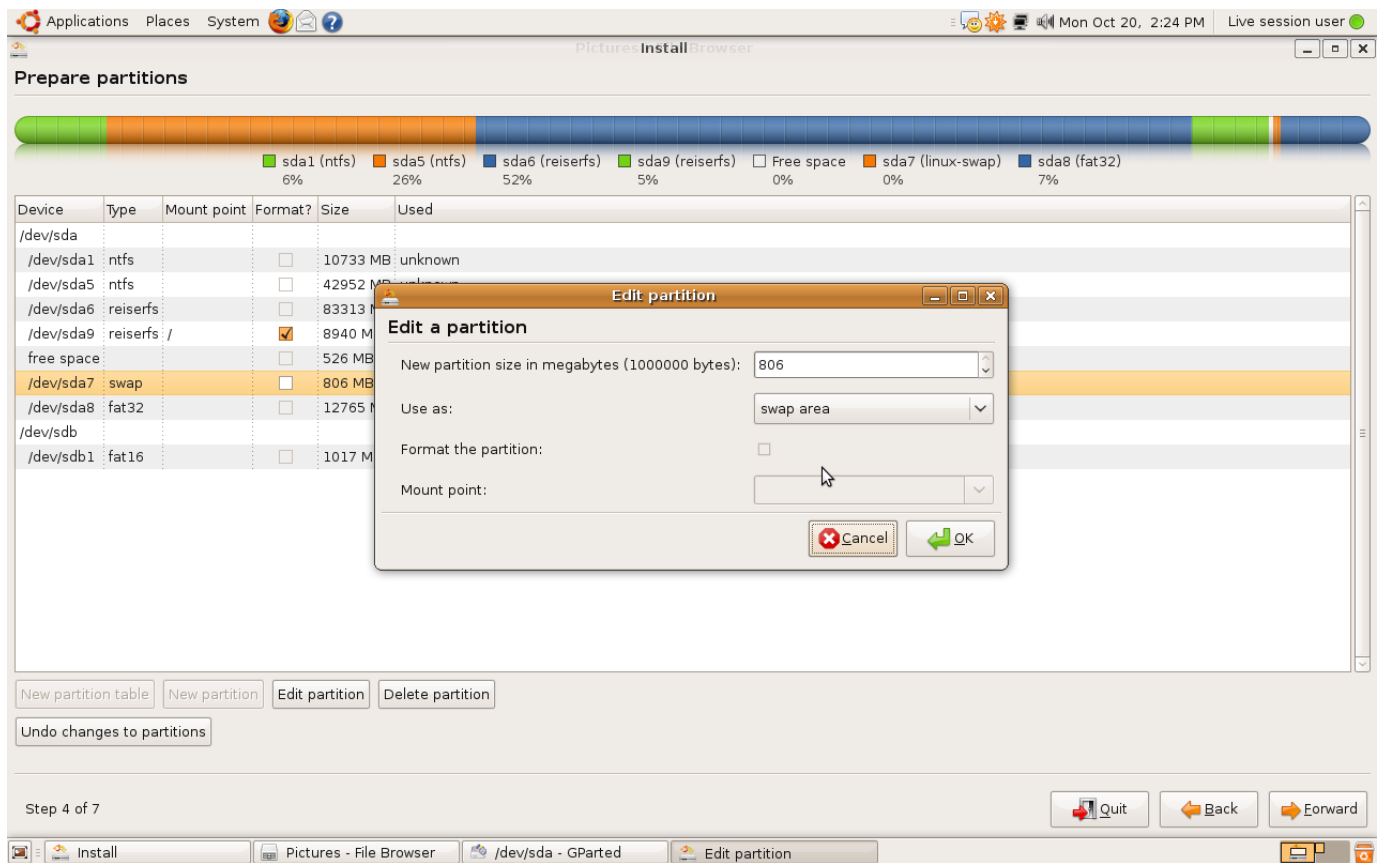 Applications Places System Mon Oct 20, 2:24 PM Live session user
Pictures Install Browser
Prepare partitions
sda1 (ntfs) sda5 (ntfs) sda6 (reiserfs) sda9 (reiserfs) Free space sda7 (linux-swap) sda8 (fat32)
6% 26% 52% 5% 0% 0% 7%
Device Type Mount point Format? Size Used
/dev/sda
/dev/sda1 ntfs 10733 MB unknown
/dev/sda5 ntfs 42952 MB
/dev/sda6 reiserfs 83313
/dev/sda9 reiserfs / 8940 M
free space 526 MB
/dev/sda7 swap 806 MB
/dev/sda8 fat32 12765
/dev/sdb
/dev/sdb1 fat16 1017 M
Edit partition
Edit a partition
New partition size in megabytes (1000000 bytes): 806
Use as: swap area
Format the partition:
Mount point:
Cancel OK
New partition table New partition Edit partition Delete partition
Undo changes to partitions
Step 4 of 7 Quit Back Forward
Install Pictures - File Browser /dev/sda - GParted Edit partition